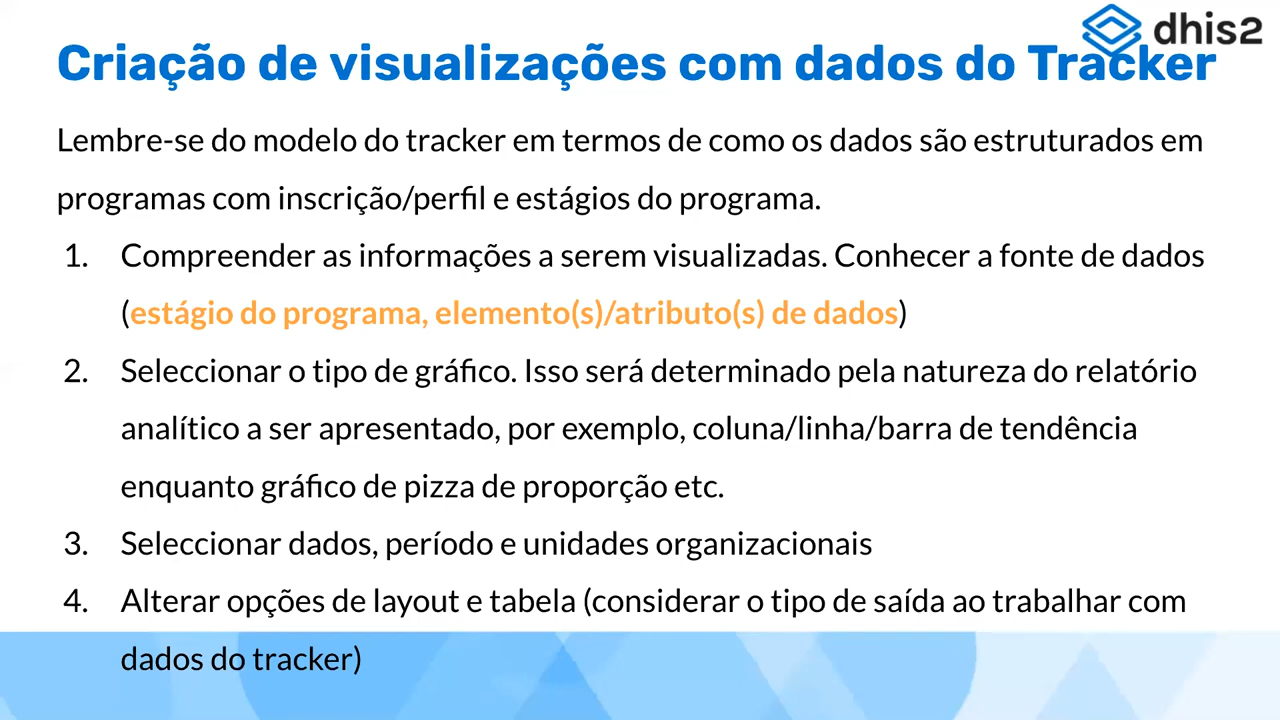 dhis2
Criação de visualizações com dados do Tracker
Lembre-se do modelo do tracker em termos de como os dados são estruturados em
programas com inscrição/perfil e estágios do programa.
1. Compreender as informações a serem visualizadas. Conhecer a fonte de dados
(estágio do programa, elemento(s)/atributo(s) de dados)
2. Seleccionar o tipo de gráfico. Isso será determinado pela natureza do relatório
analítico a ser apresentado, por exemplo, coluna/linha/barra de tendência
enquanto gráfico de pizza de proporção etc.
3. Seleccionar dados, período e unidades organizacionais
4. Alterar opções de layout e tabela (considerar o tipo de saída ao trabalhar com
dados do tracker)